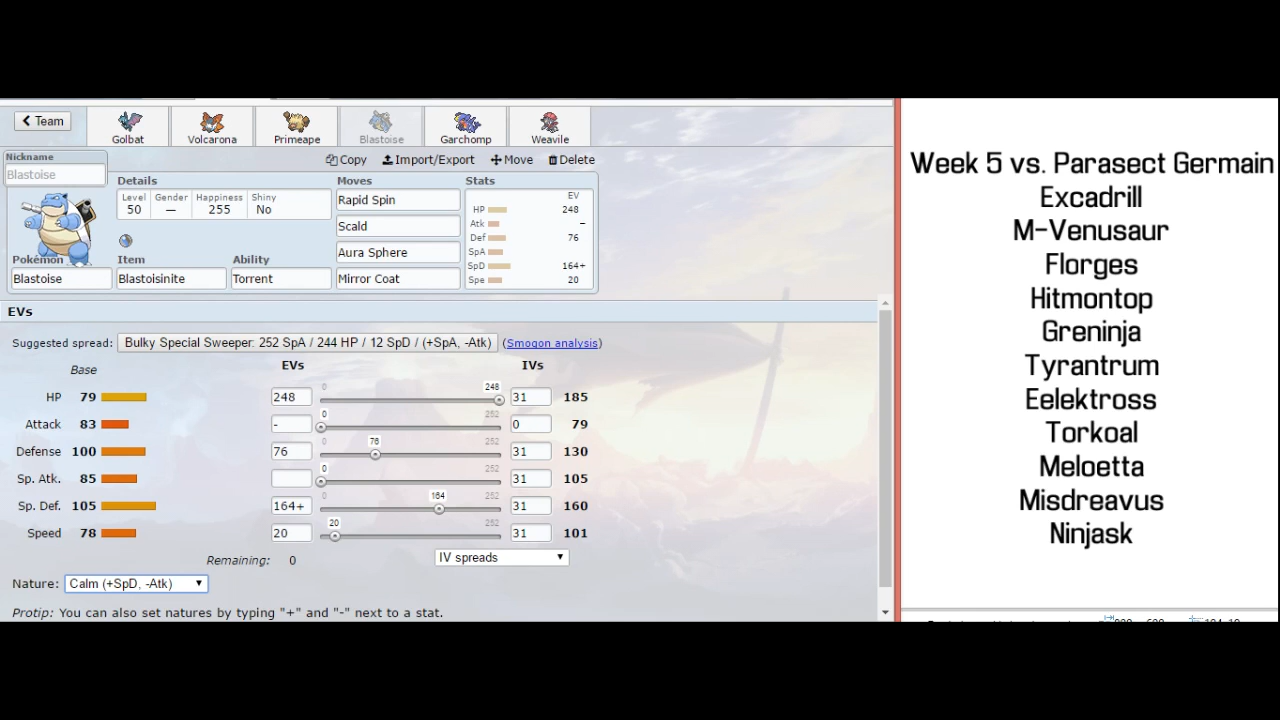 Team
Golbat
Volcarona
Primeape
Blastoise
Garchomp
Weavile
Copy Import/Export Move Delete
Nickname
Blastoise
Details
Level Gender Happiness Shiny
50 — 255 No
Pokémon
Blastoise
Item
Blastoisinite
Ability
Torrent
Moves
Rapid Spin
Scald
Aura Sphere
Mirror Coat
Stats
EV
HP 248
Atk –
Def 76
SpA
SpD 164+
Spe 20
EVs
Suggested spread: Bulky Special Sweeper: 252 SpA / 244 HP / 12 SpD / (+SpA, -Atk) (Smogon analysis)
Base EVs IVs
HP 79 248 0 248 31 185
Attack 83 - 0 252 0 79
Defense 100 76 0 76 252 31 130
Sp. Atk. 85 0 252 31 105
Sp. Def. 105 164+ 0 164 252 31 160
Speed 78 20 20 252 31 101
Remaining: 0 IV spreads
Nature: Calm (+SpD, -Atk)
Protip: You can also set natures by typing "+" and "-" next to a stat.
Week 5 vs. Parasect Germain
Excadrill
M-Venusaur
Florges
Hitmontop
Greninja
Tyrantrum
Eelektross
Torkoal
Meloetta
Misdreavus
Ninjask